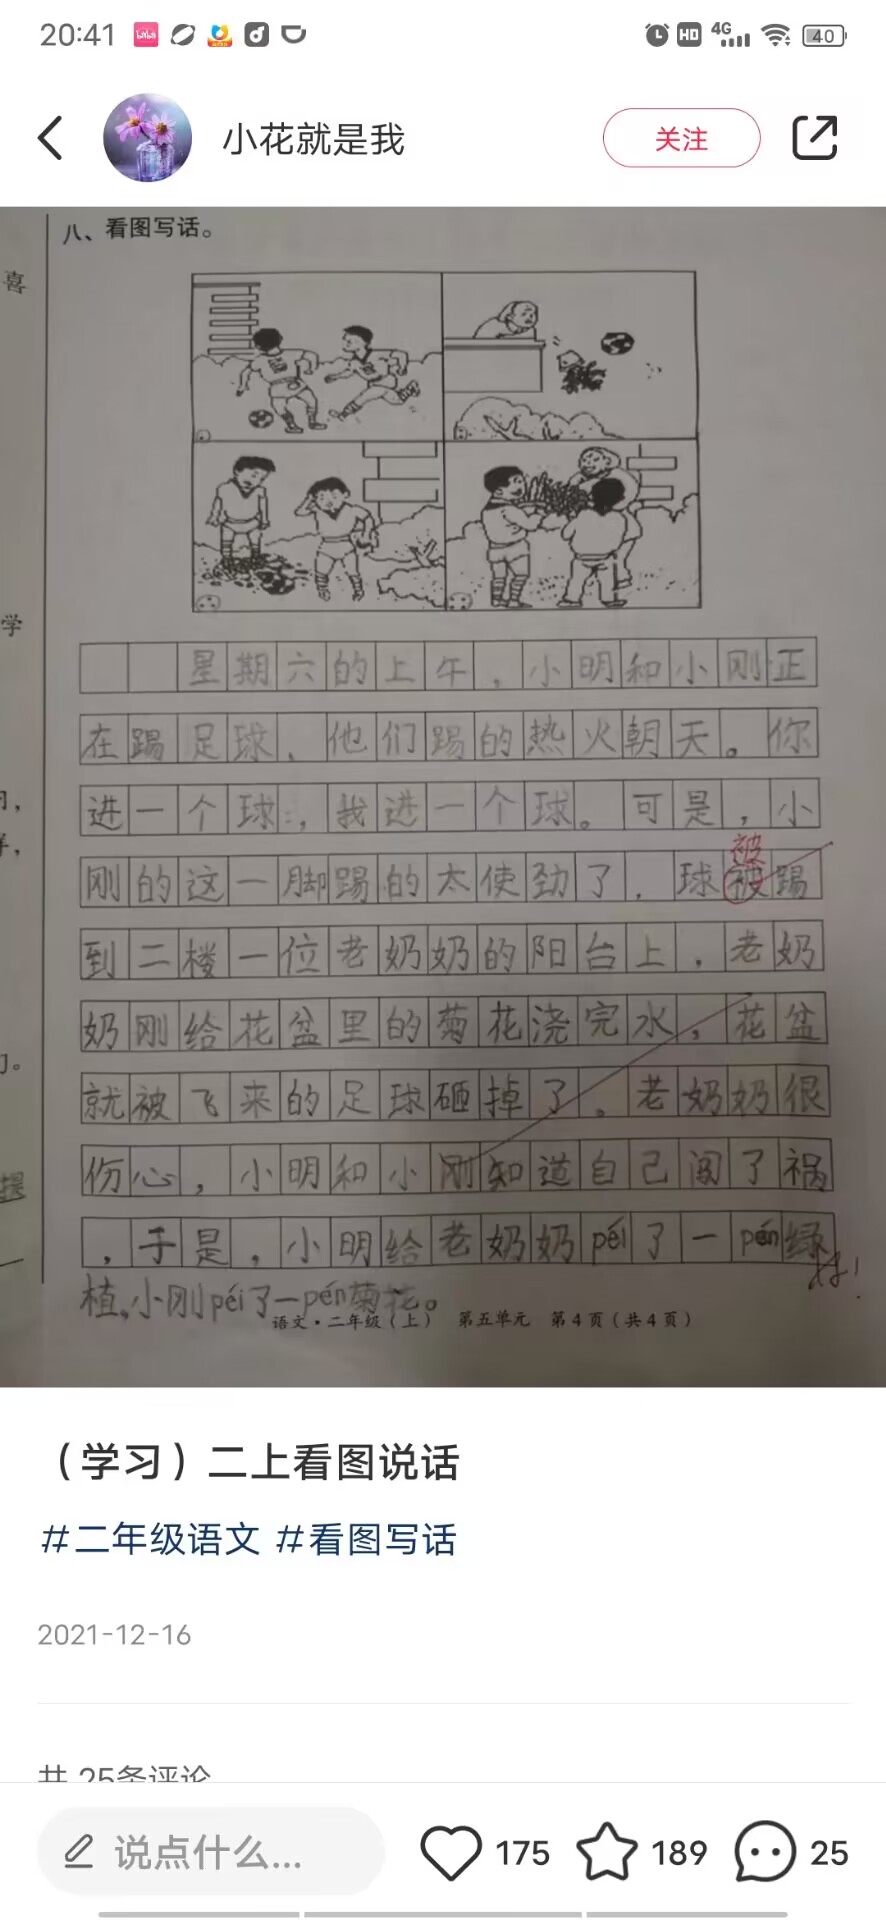 20:41
HD 4G 40
小花就是我
关注
八、看图写话。
喜
学
星期六的上午，小明和小刚正
在踢足球，他们踢的热火朝天。你
进一个球，我进一个球。可是，小
被
刚的这一脚踢的太使劲了，球被踢
到二楼一位老奶奶的阳台上，老奶
奶刚给花盆里的菊花浇完水，花盆
就被飞来的足球砸掉了。老奶奶很
伤心，小明和小刚知道自己闯了祸
，于是，小明给老奶奶péi了一pén绿
植，小刚péi了一pén菊花。
语文·二年级（上） 第五单元 第4页（共4页）
（学习）二上看图说话
#二年级语文 #看图写话
2021-12-16
共 25条评论
说点什么...
175
189
25